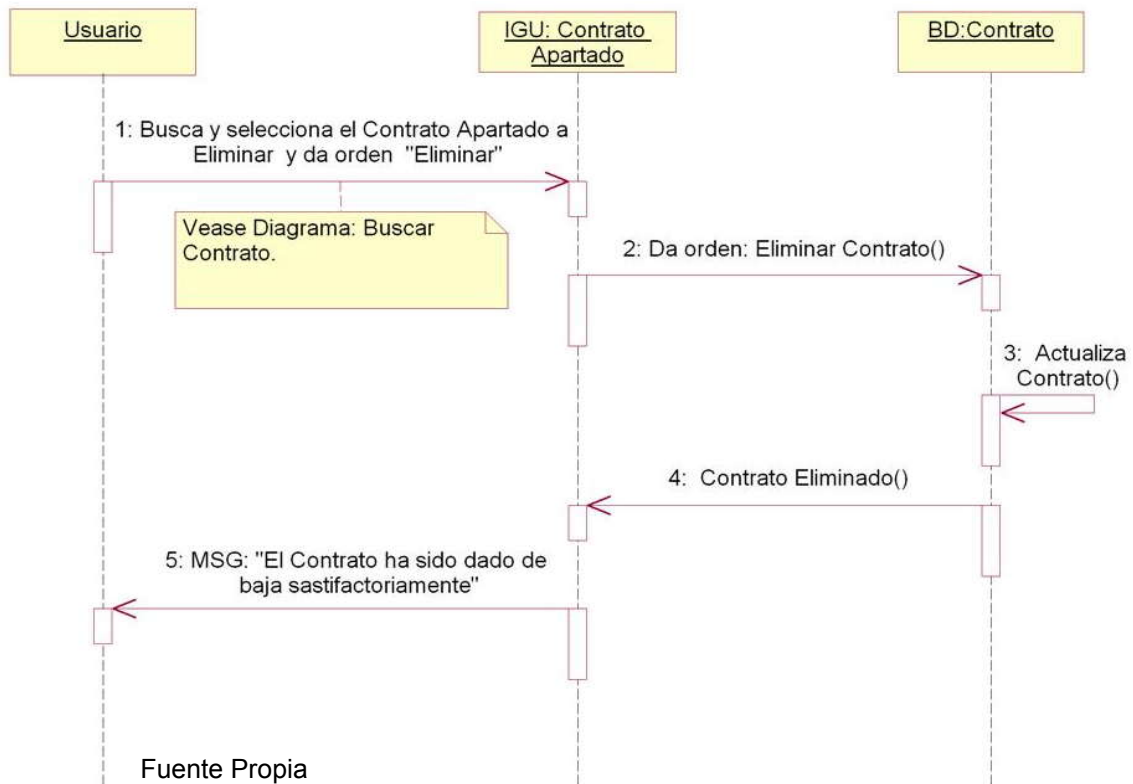 Usuario
IGU: Contrato
Apartado
BD:Contrato
1: Busca y selecciona el Contrato Apartado a
Eliminar y da orden "Eliminar"
Vease Diagrama: Buscar
Contrato.
2: Da orden: Eliminar Contrato()
3: Actualiza
Contrato()
4: Contrato Eliminado()
5: MSG: "El Contrato ha sido dado de
baja sastifactoriamente"
Fuente Propia